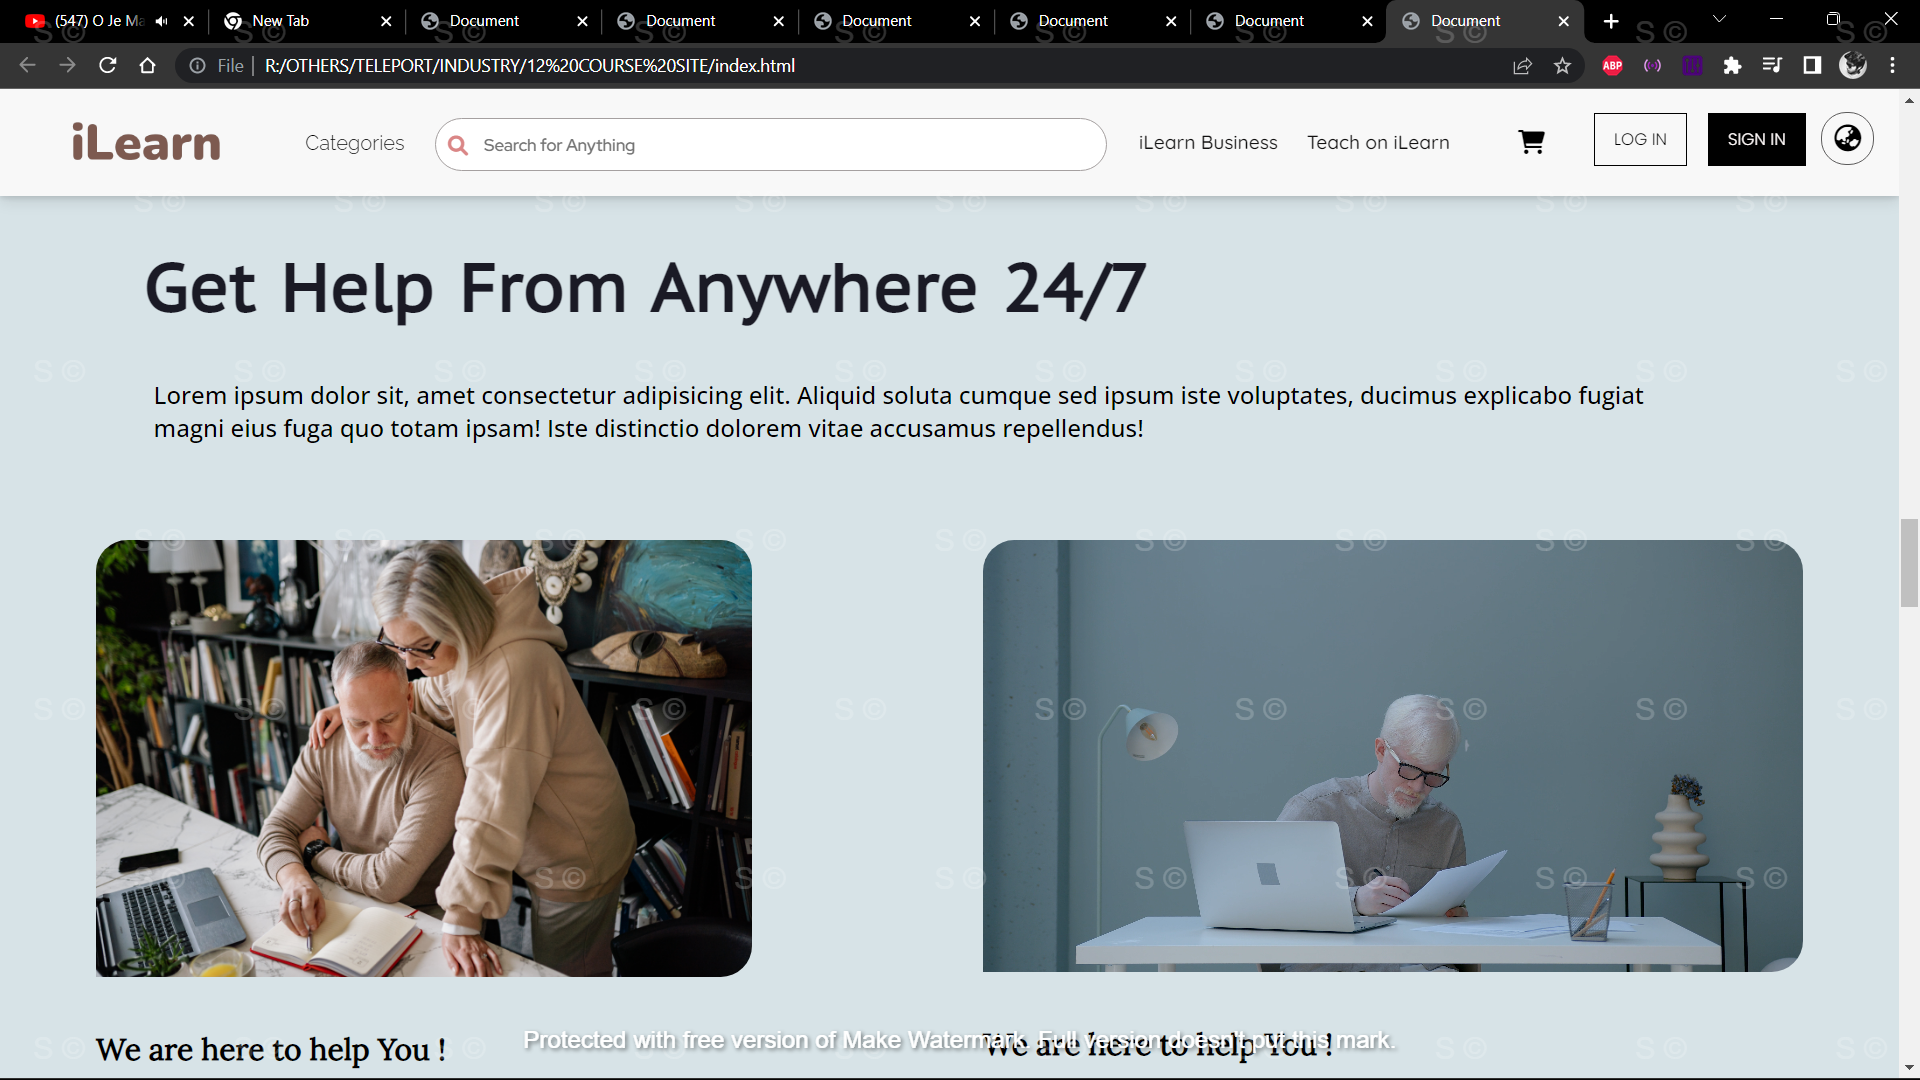 (547) O Je Ma
New Tab
Document
Document
Document
Document
Document
Document
File
R:/OTHERS/TELEPORT/INDUSTRY/12%20COURSE%20SITE/index.html
ABP
iLearn
Categories
Search for Anything
iLearn Business
Teach on iLearn
LOG IN
SIGN IN
Get Help From Anywhere 24/7
Lorem ipsum dolor sit, amet consectetur adipisicing elit. Aliquid soluta cumque sed ipsum iste voluptates, ducimus explicabo fugiat
magni eius fuga quo totam ipsam! Iste distinctio dolorem vitae accusamus repellendus!
We are here to help You !
We are here to help You !
Protected with free version of Make Watermark. Full version doesn't put this mark.
S ©